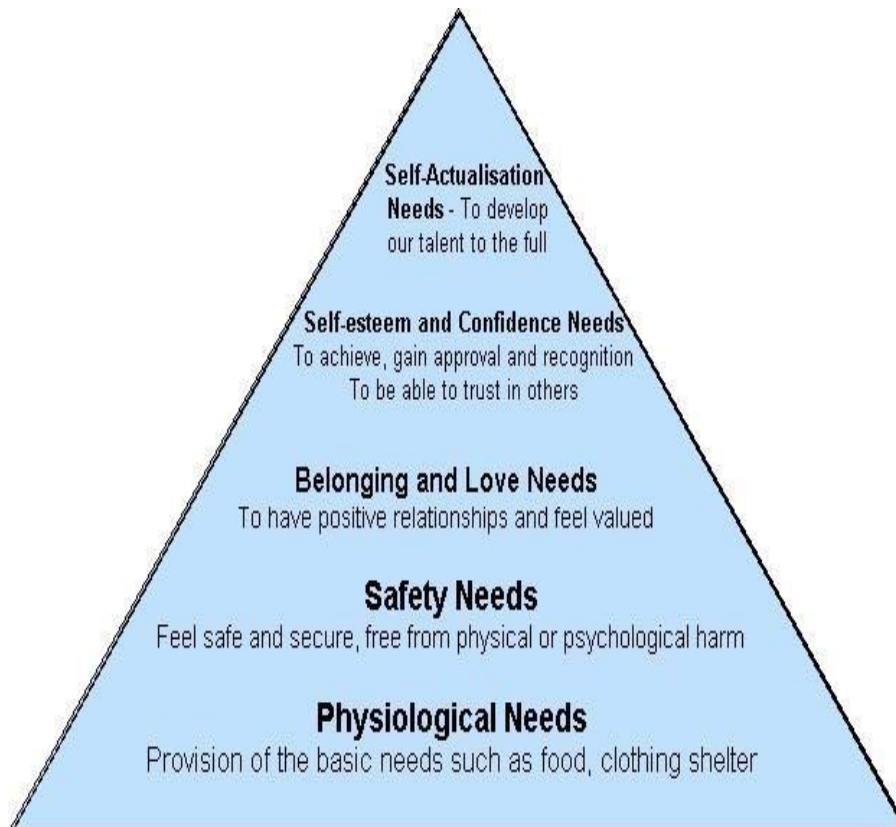 Self-Actualisation
Needs - To develop
our talent to the full
Self-esteem and Confidence Needs
To achieve, gain approval and recognition
To be able to trust in others
Belonging and Love Needs
To have positive relationships and feel valued
Safety Needs
Feel safe and secure, free from physical or psychological harm
Physiological Needs
Provision of the basic needs such as food, clothing shelter